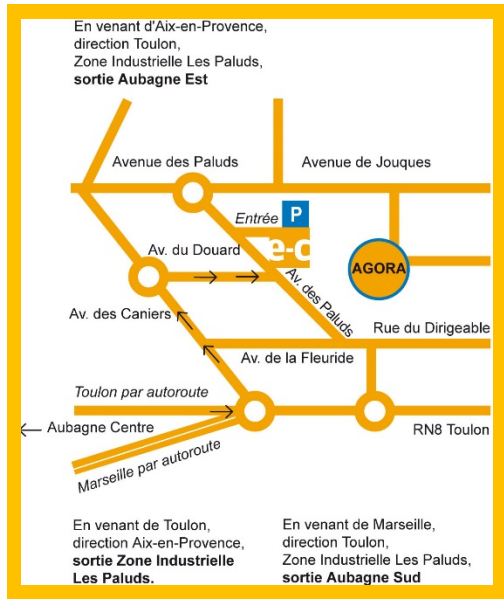 En venant d'Aix-en-Provence,
direction Toulon,
Zone Industrielle Les Paluds,
sortie Aubagne Est
Avenue des Paluds
Avenue de Jouques
Entrée
P
e-c
Av. du Douard
AGORA
Av. des Paluds
Av. des Caniers
Rue du Dirigeable
Av. de la Fleuride
Toulon par autoroute
Aubagne Centre
RN8 Toulon
Marseille par autoroute
En venant de Toulon,
direction Aix-en-Provence,
sortie Zone Industrielle
Les Paluds.
En venant de Marseille,
direction Toulon,
Zone Industrielle Les Paluds,
sortie Aubagne Sud